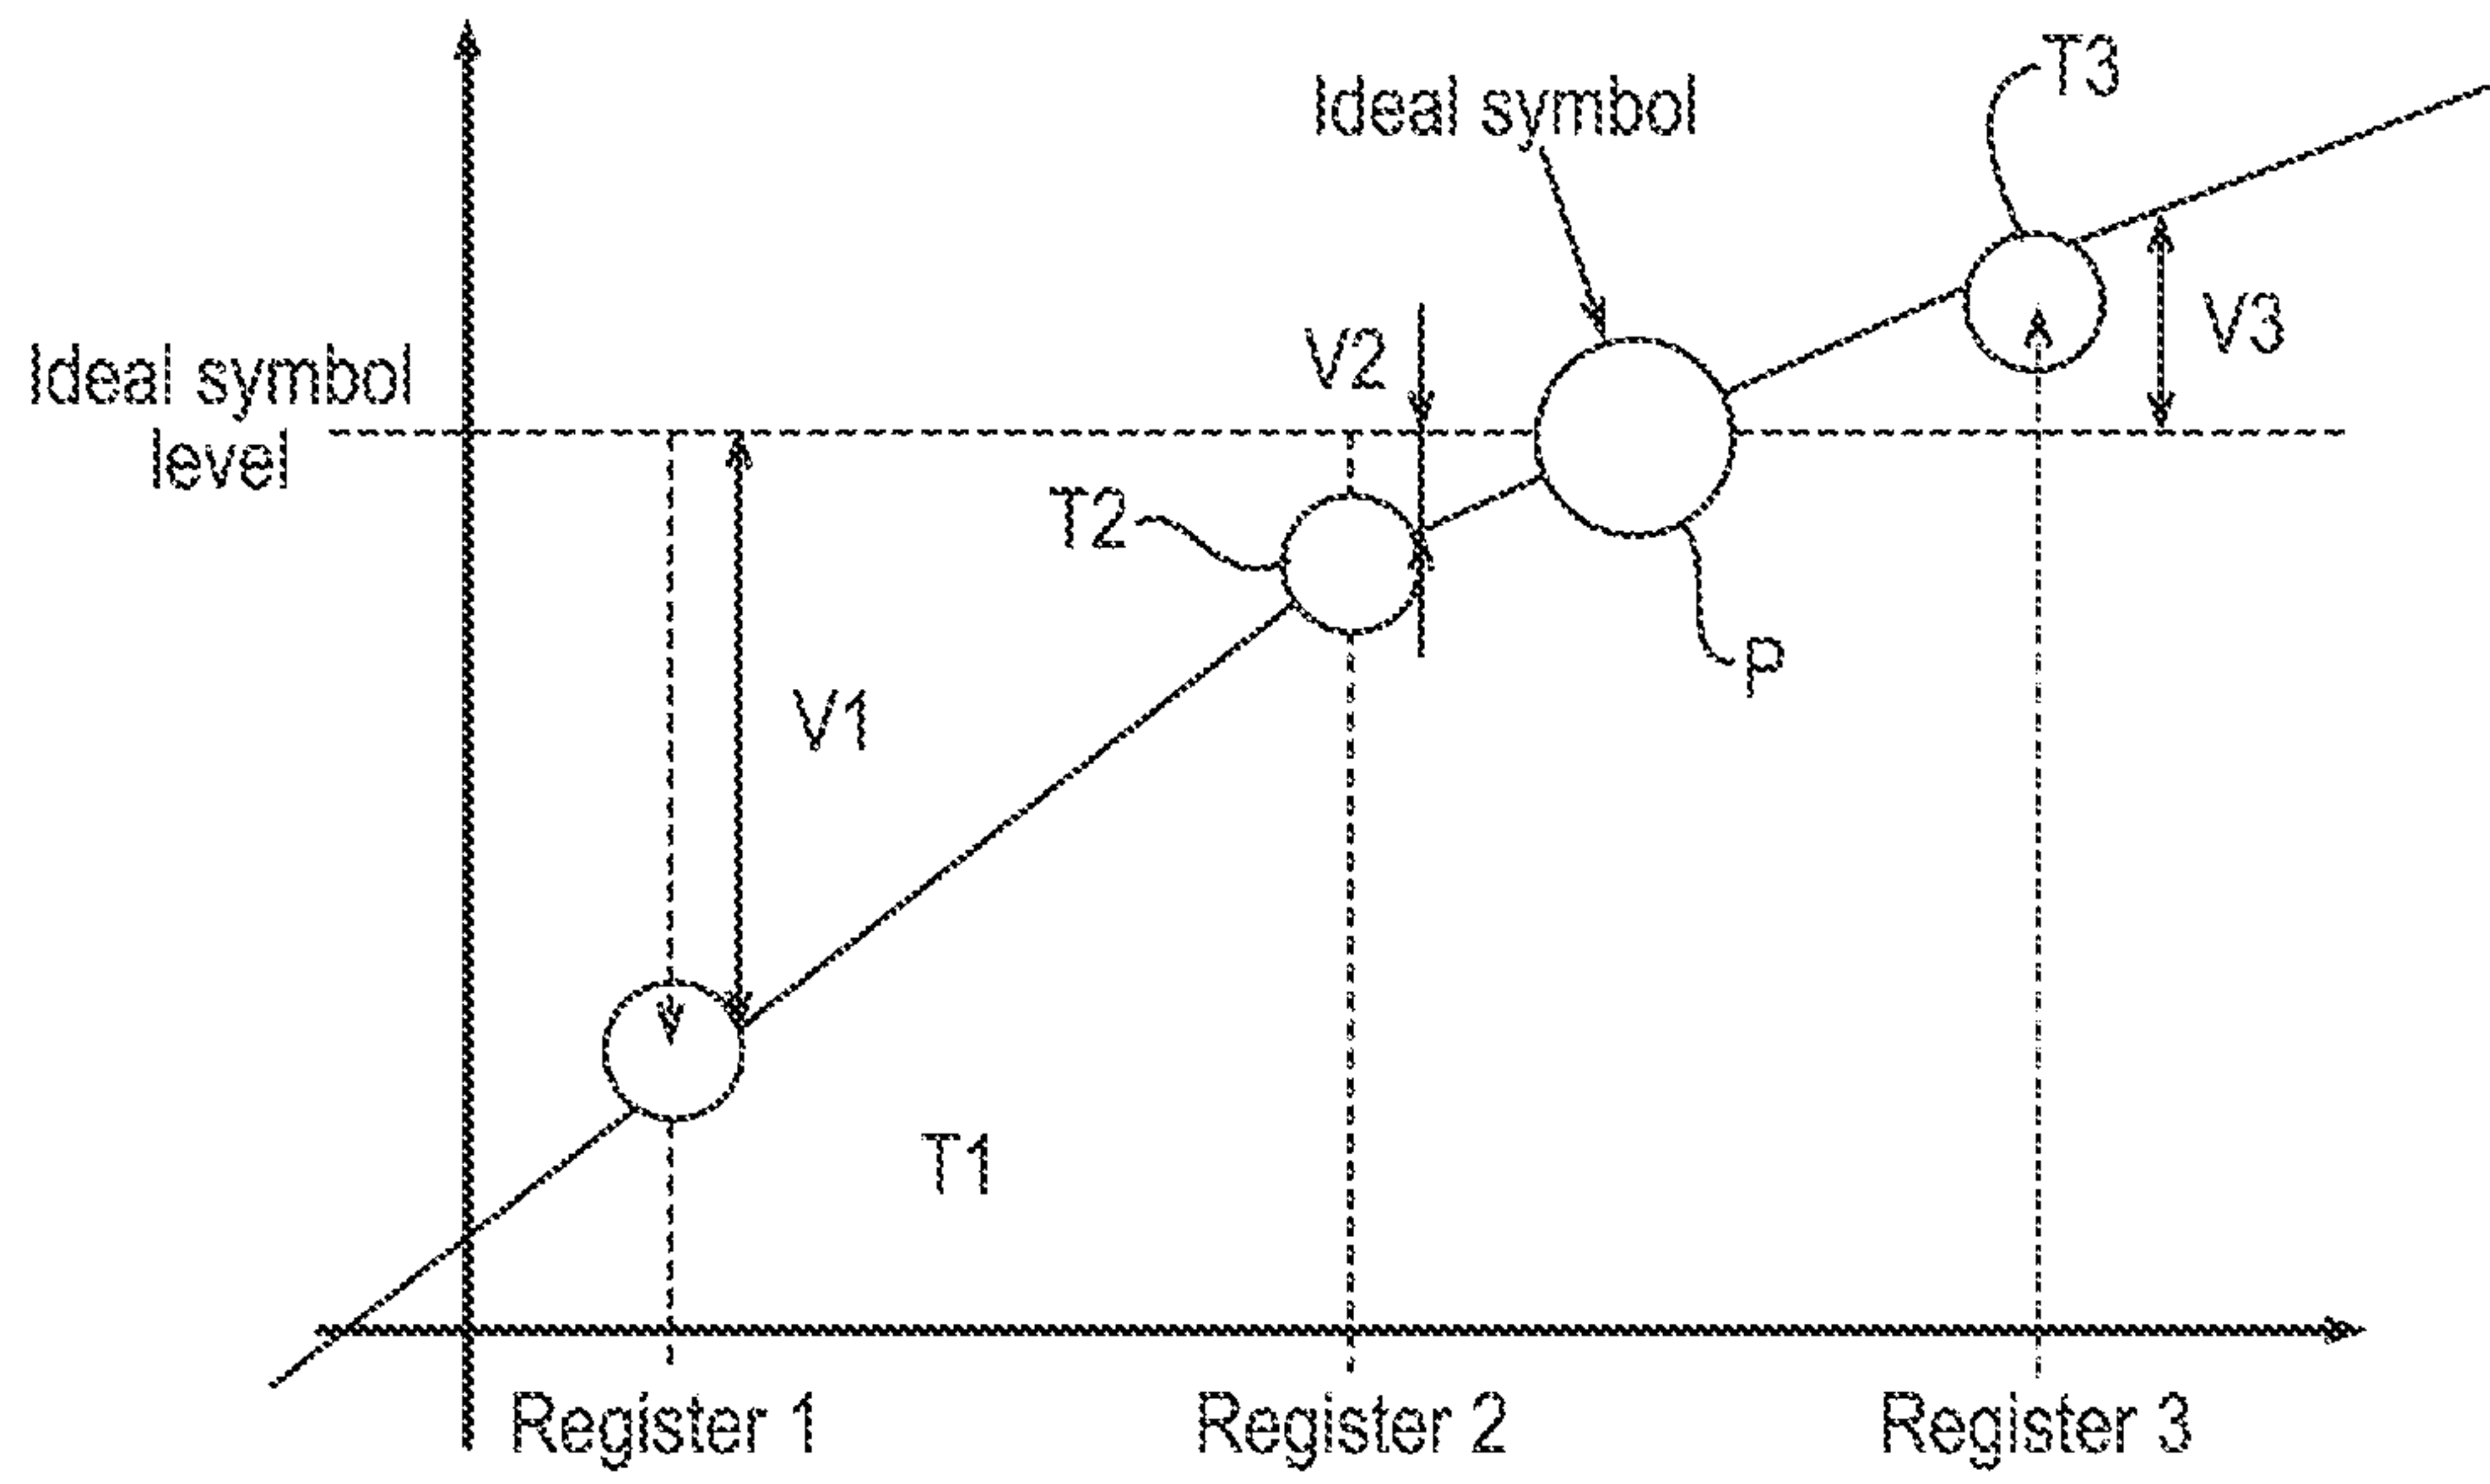 T3
Ideal symbol
V2
V3
Ideal symbol
level
T2
P
V1
T1
Register 1
Register 2
Register 3